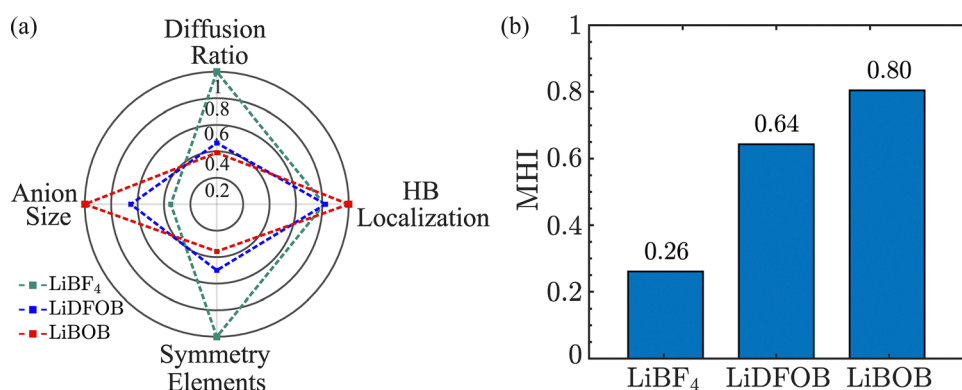 (a)
Diffusion
Ratio
1
0.8
0.6
0.4
0.2
Anion
Size
HB
Localization
Symmetry
Elements
LiBF₄
LiDFOB
LiBOB
(b)
MHI
1
0.8
0.6
0.4
0.2
0
0.26
0.64
0.80
LiBF₄
LiDFOB
LiBOB